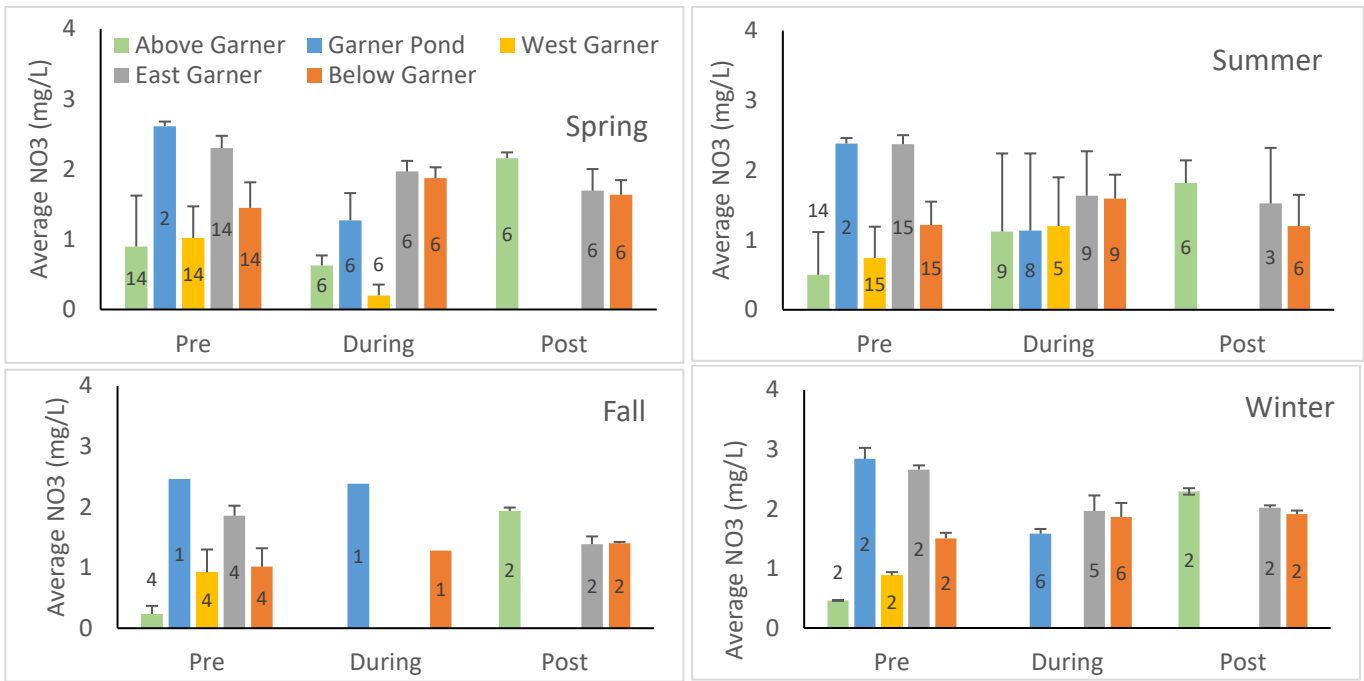 Average NO3 (mg/L)
4
3
2
1
0
Above Garner Garner Pond West Garner
East Garner Below Garner
Spring
14 2 14 14 14
6 6 6 6 6
6 6 6
Pre During Post
Average NO3 (mg/L)
4
3
2
1
0
Summer
14 2 15 15 15
9 8 5 9 9
6 3 6
Pre During Post
Average NO3 (mg/L)
4
3
2
1
0
Fall
4 1 4 4 4
1 1
2 2 2
Pre During Post
Average NO3 (mg/L)
4
3
2
1
0
Winter
2 2 2 2 2
6 5 6
2 2 2
Pre During Post